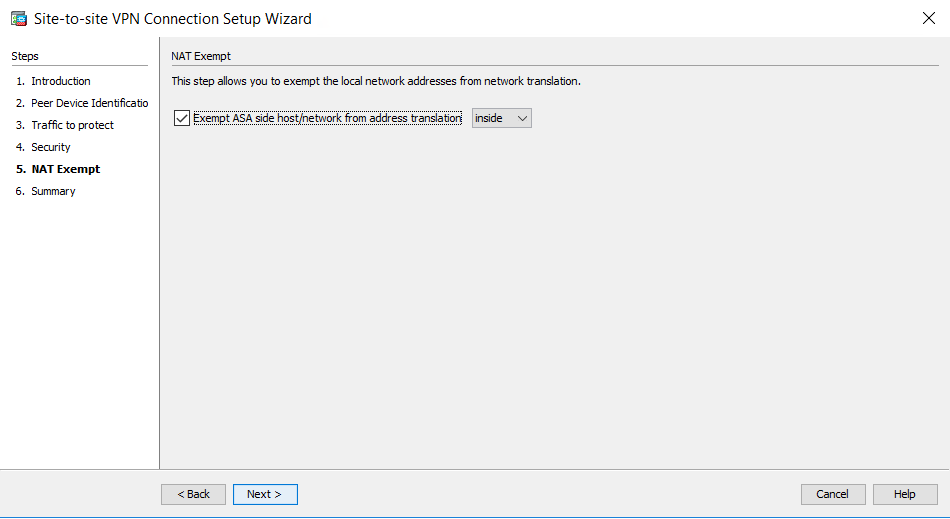 Site-to-site VPN Connection Setup Wizard
Steps
1. Introduction
2. Peer Device Identificatio
3. Traffic to protect
4. Security
5. NAT Exempt
6. Summary
NAT Exempt
This step allows you to exempt the local network addresses from network translation.
Exempt ASA side host/network from address translation inside
< Back Next > Cancel Help